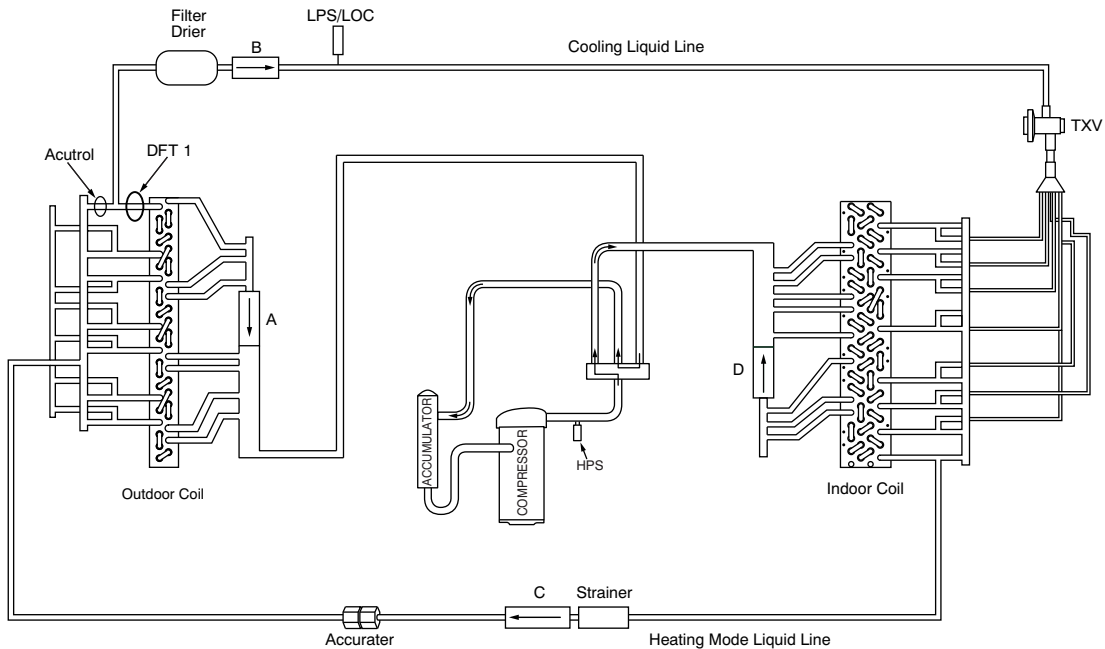 Filter
Drier
LPS/LOC
B
Cooling Liquid Line
TXV
Acutrol
DFT 1
A
D
ACCUMULATOR
COMPRESSOR
HPS
Outdoor Coil
Indoor Coil
C
Strainer
Accurater
Heating Mode Liquid Line